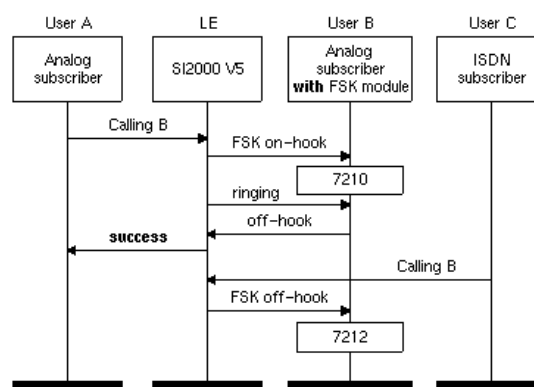 User A
LE
User B
User C
Analog
subscriber
SI2000 V5
Analog
subscriber
with FSK module
ISDN
subscriber
Calling B
FSK on-hook
7210
ringing
off-hook
success
Calling B
FSK off-hook
7212